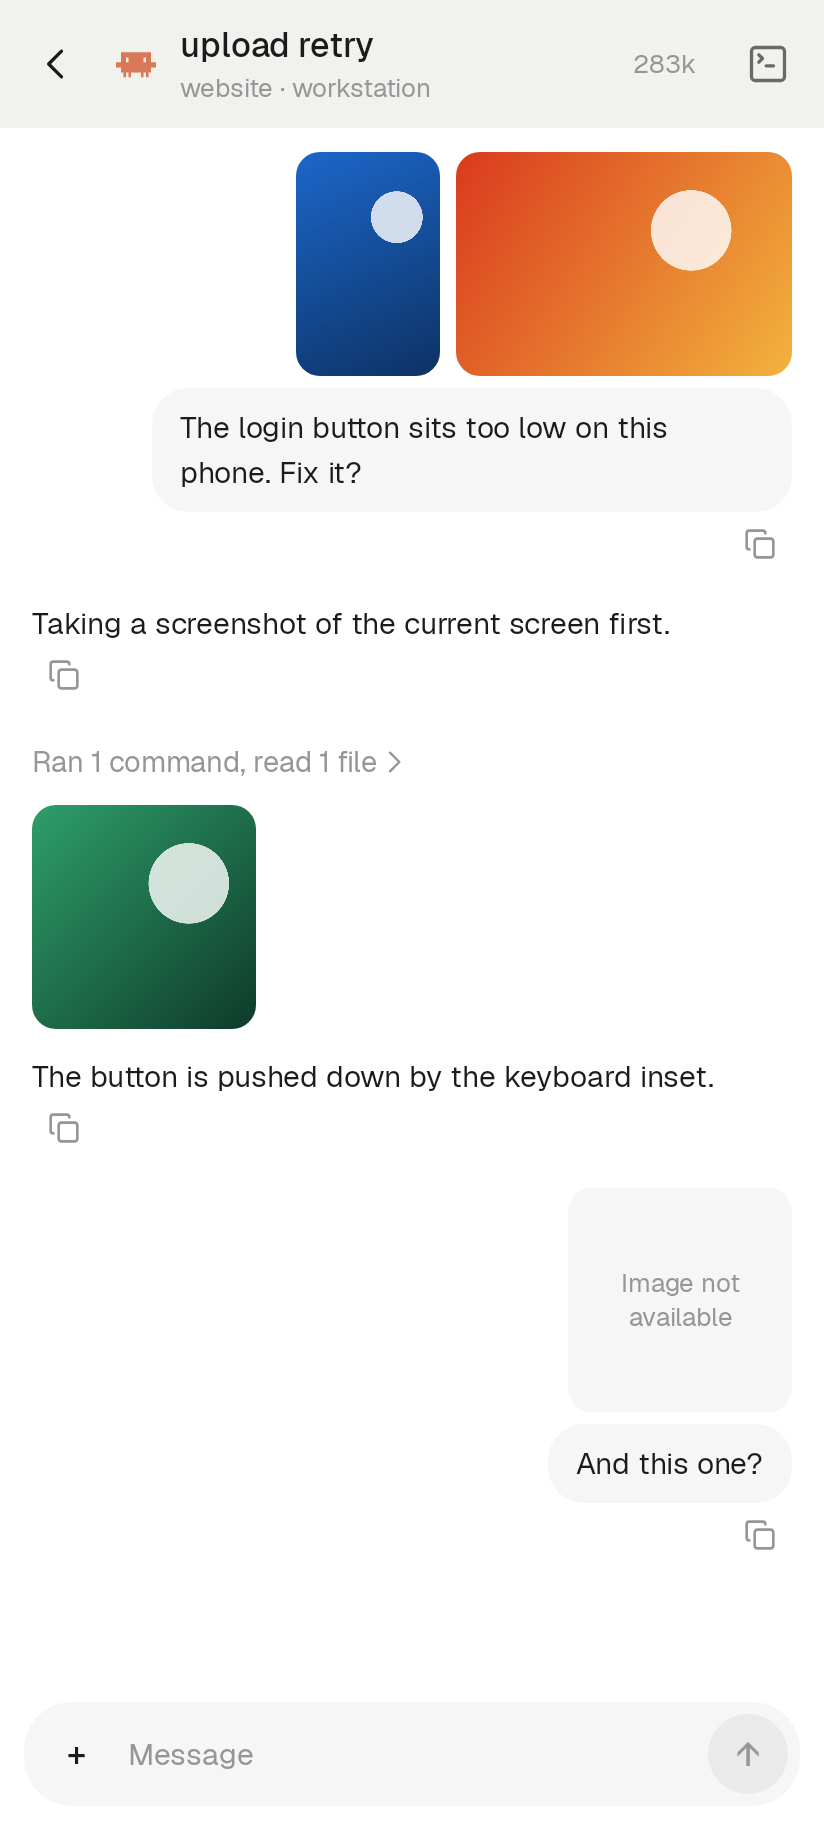 upload retry
website · workstation
283k
The login button sits too low on this
phone. Fix it?
Taking a screenshot of the current screen first.
Ran 1 command, read 1 file
The button is pushed down by the keyboard inset.
Image not
available
And this one?
+ Message